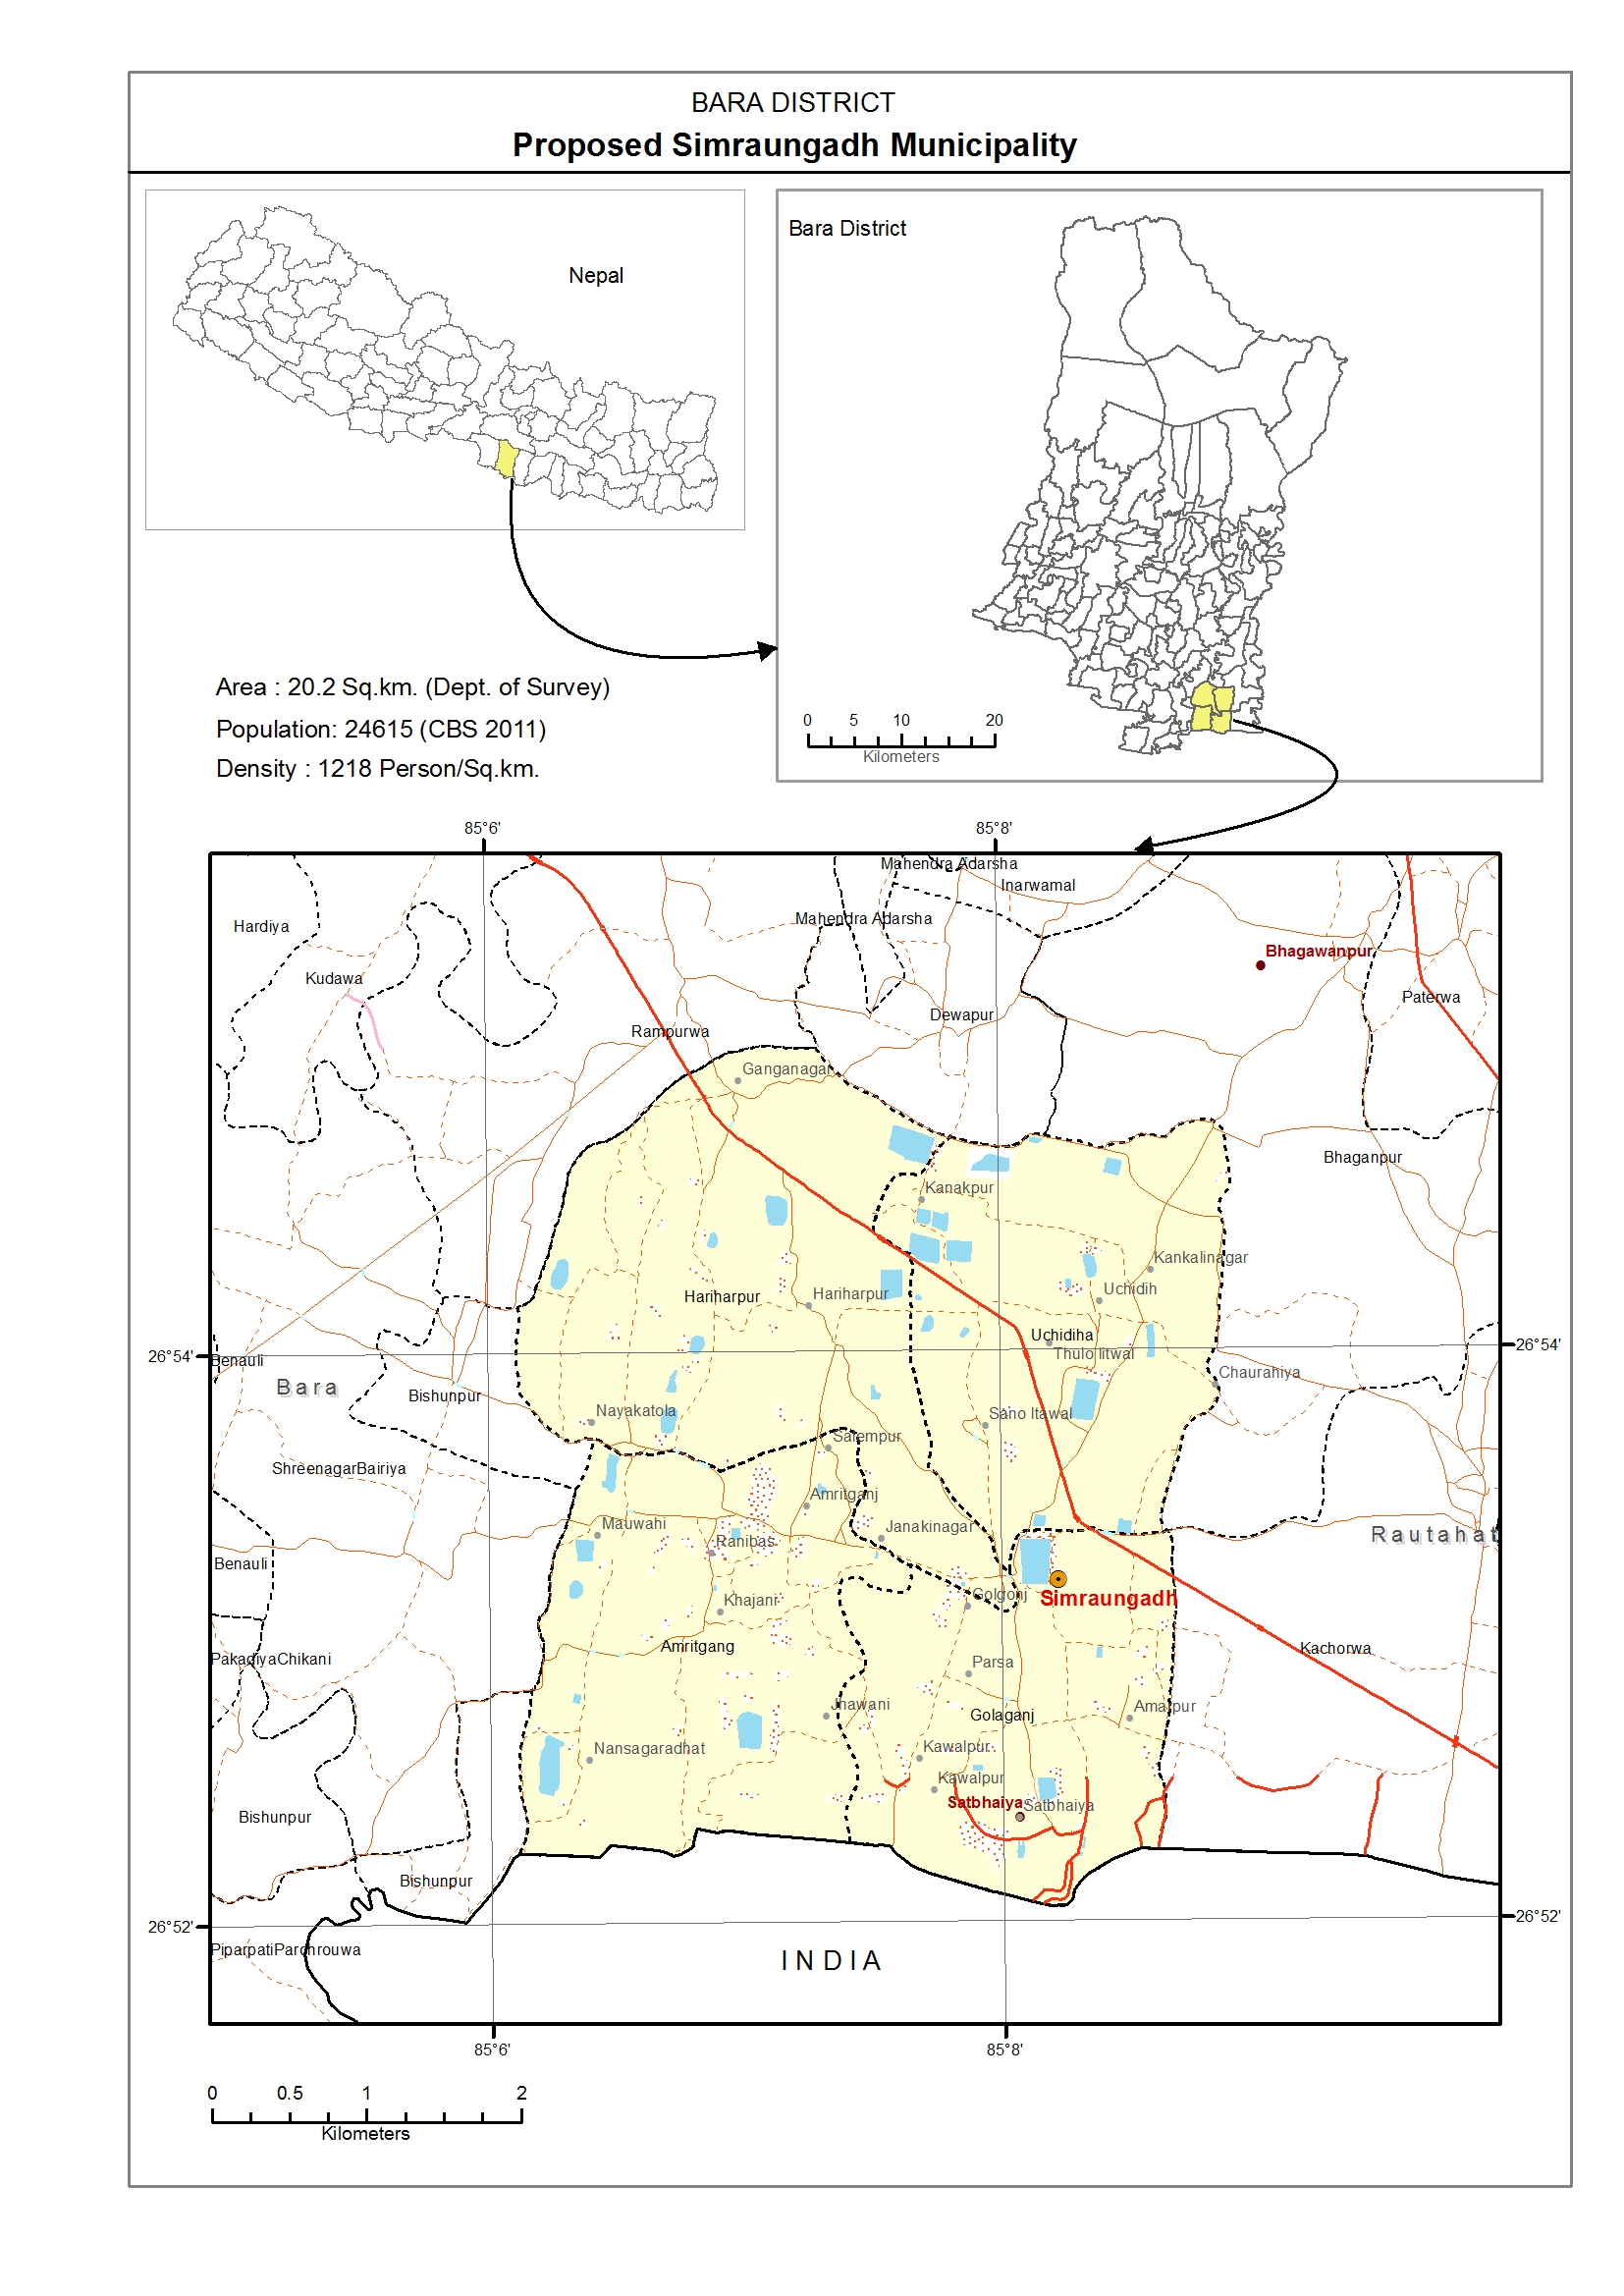 BARA DISTRICT
Proposed Simraungadh Municipality
Nepal
Bara District
0 5 10 20
Kilometers
Area : 20.2 Sq.km. (Dept. of Survey)
Population: 24615 (CBS 2011)
Density : 1218 Person/Sq.km.
85°6' 85°8'
Mahendra Adarsha
Inarwamal
Mahendra Adarsha
Hardiya
Bhagawanpur
Kudawa
Paterwa
Dewapur
Rampurwa
Ganganagar
Bhaganpur
Kanakpur
Kankalinagar
Uchidih
Hariharpur
Hariharpur
Uchidiha
26°54' 26°54'
Thulo Iitwal
Benauli
Chaurahiya
Bara
Bishunpur
Nayakatola
Sano Itawal
Salempur
ShreenagarBairiya
Amritganj
Mauwahi
Janakinagar
Rautahat
Ranibas
Benauli
Golgonj
Simraungadh
Khajani
Amritgang
Kachorwa
PakadiyaChikani
Parsa
Jhawani
Amalpur
Golaganj
Nansagaradhat
Kawalpur
Kawalpur
Satbhaiya
Satbhaiya
Bishunpur
Bishunpur
26°52' 26°52'
PiparpatiParchrouwa
INDIA
85°6' 85°8'
0 0.5 1 2
Kilometers